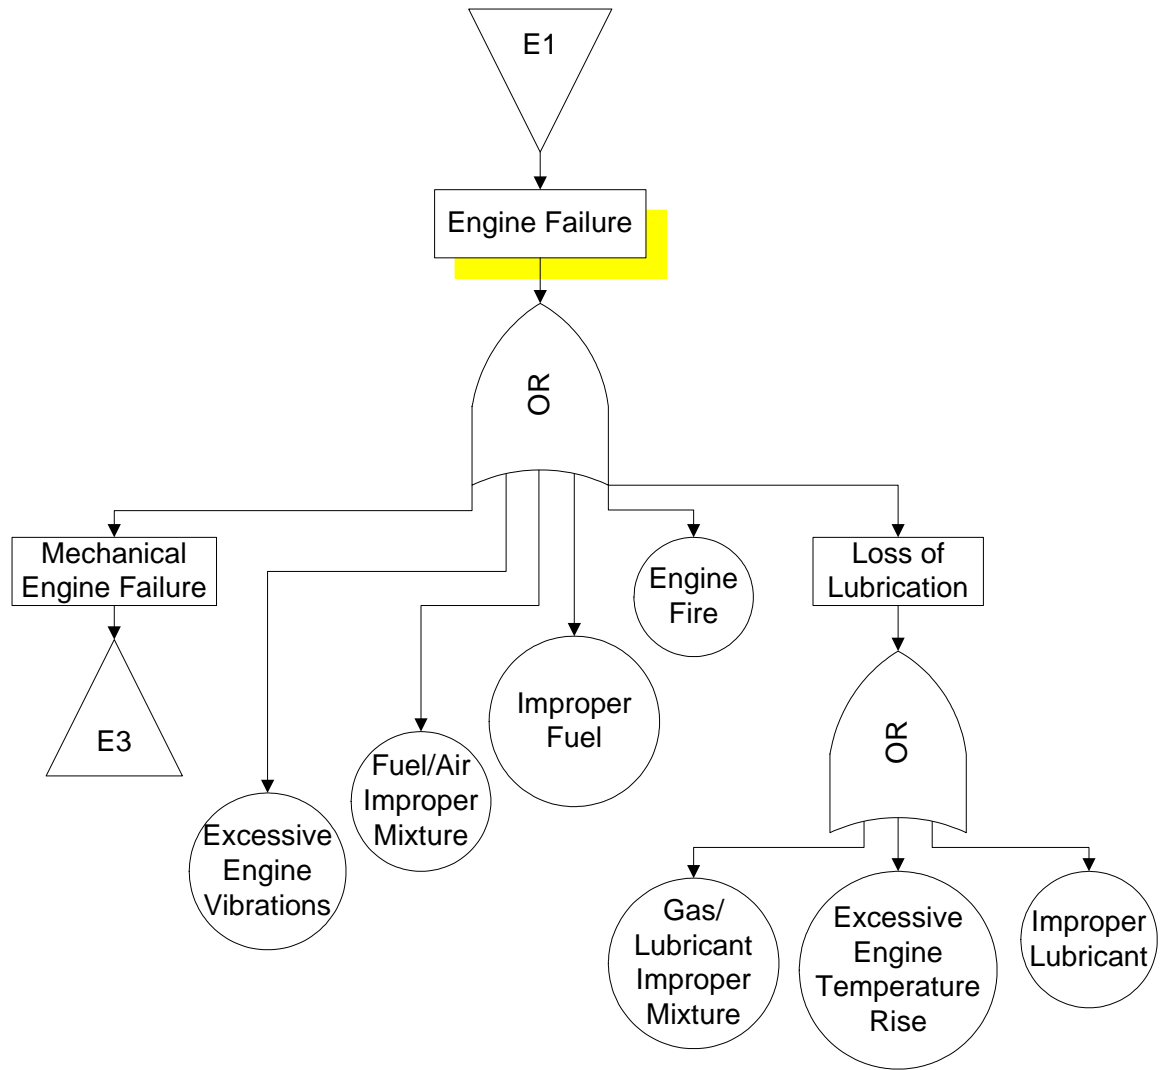 E1
Engine Failure
OR
Mechanical
Engine Failure
E3
Excessive
Engine
Vibrations
Fuel/Air
Improper
Mixture
Improper
Fuel
Engine
Fire
Loss of
Lubrication
OR
Gas/
Lubricant
Improper
Mixture
Excessive
Engine
Temperature
Rise
Improper
Lubricant